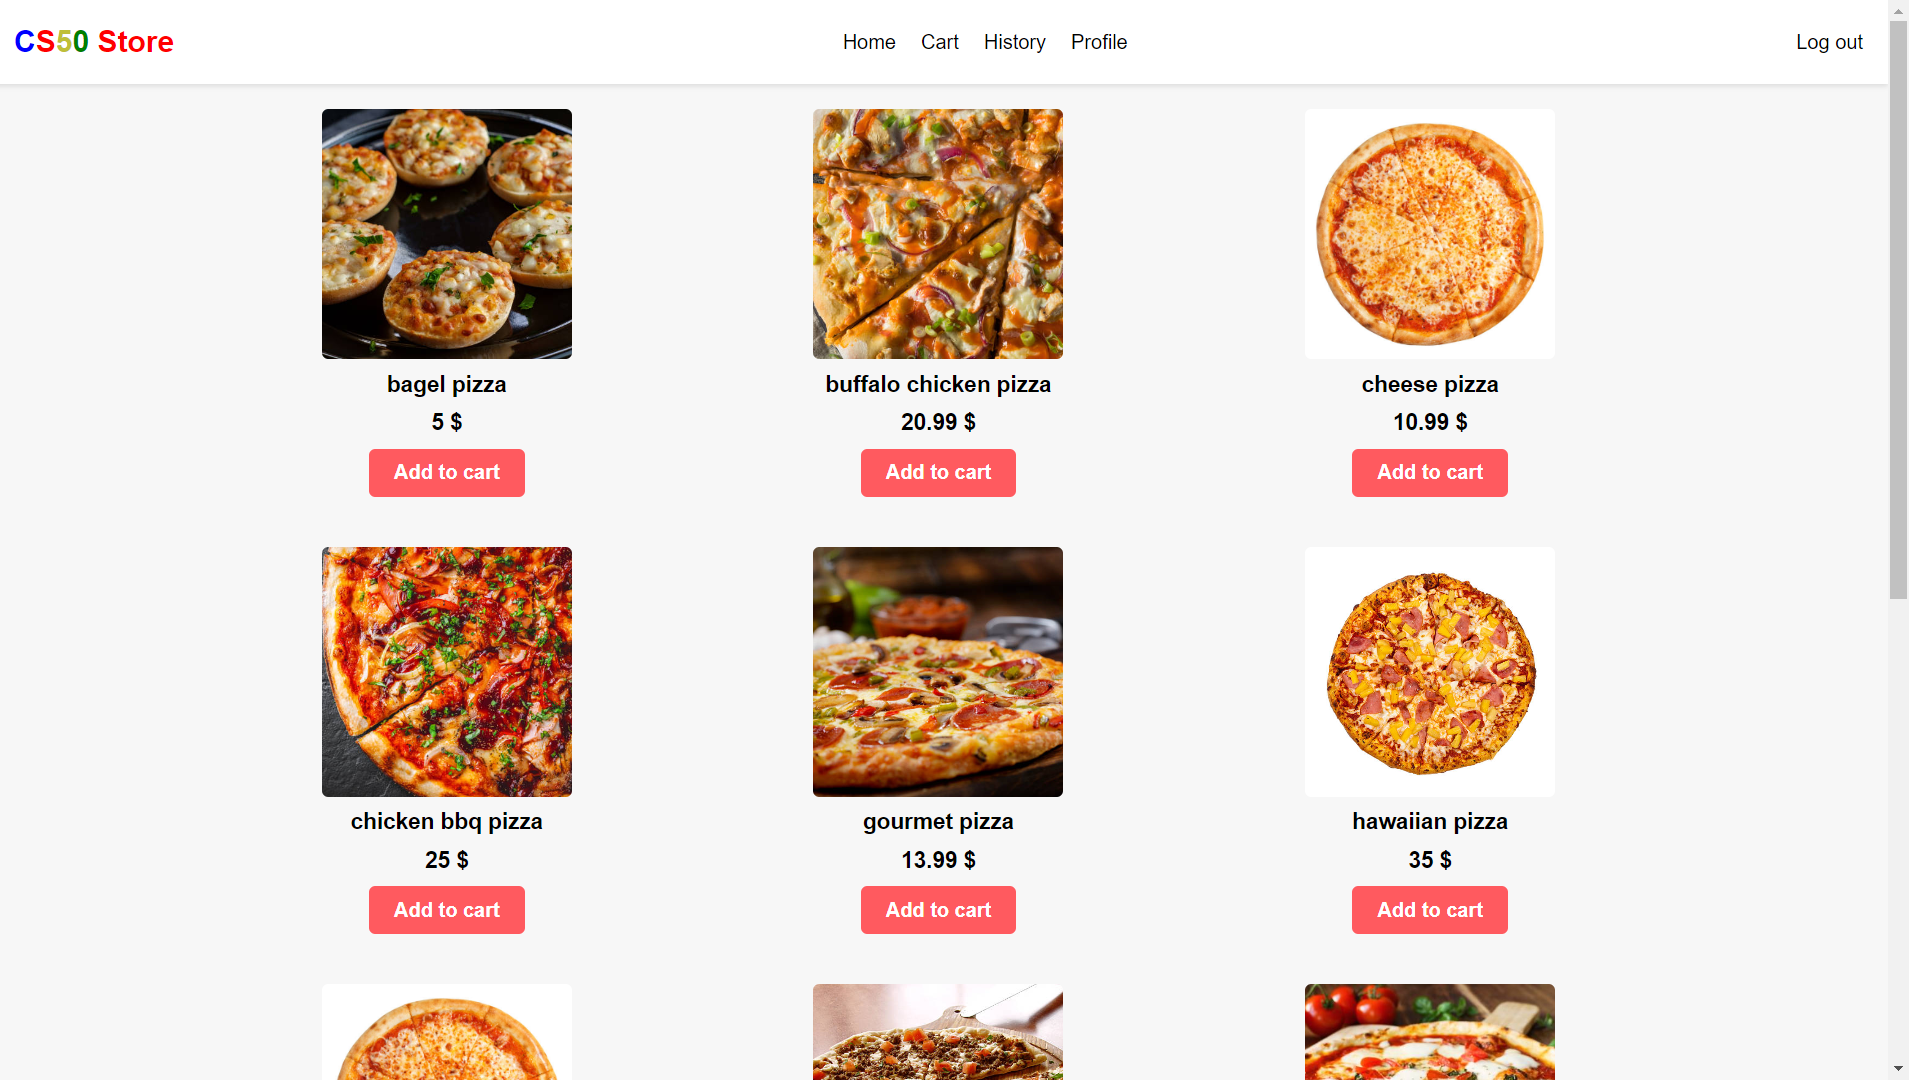 CS50 Store
Home
Cart
History
Profile
Log out
bagel pizza
5 $
Add to cart
buffalo chicken pizza
20.99 $
Add to cart
cheese pizza
10.99 $
Add to cart
chicken bbq pizza
25 $
Add to cart
gourmet pizza
13.99 $
Add to cart
hawaiian pizza
35 $
Add to cart